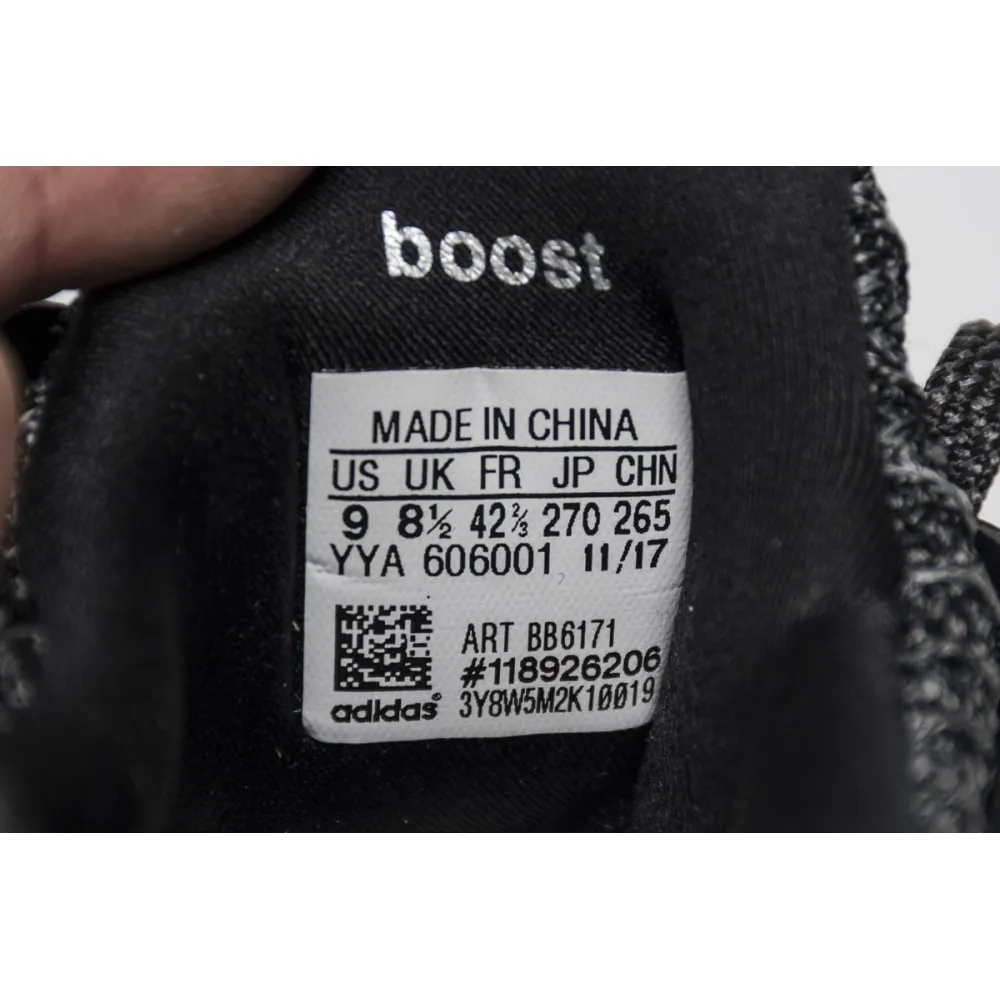 boost
MADE IN CHINA
US UK FR JP CHN
9 8½ 42⅔ 270 265
YYA 606001 11/17
ART BB6171
#118926206
adidas® 3Y8W5M2K10019